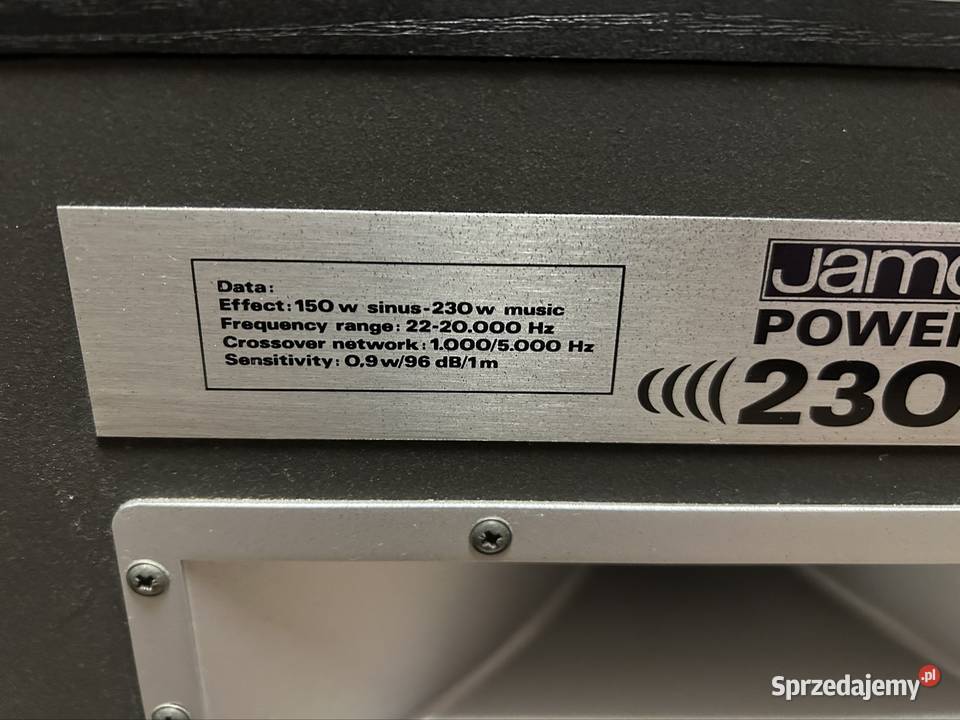 Data:
Effect: 150 w sinus-230 w music
Frequency range: 22-20.000 Hz
Crossover network: 1.000/5.000 Hz
Sensitivity: 0,9 w/96 dB/1m
Jamo
POWER
230
Sprzedajemy.pl